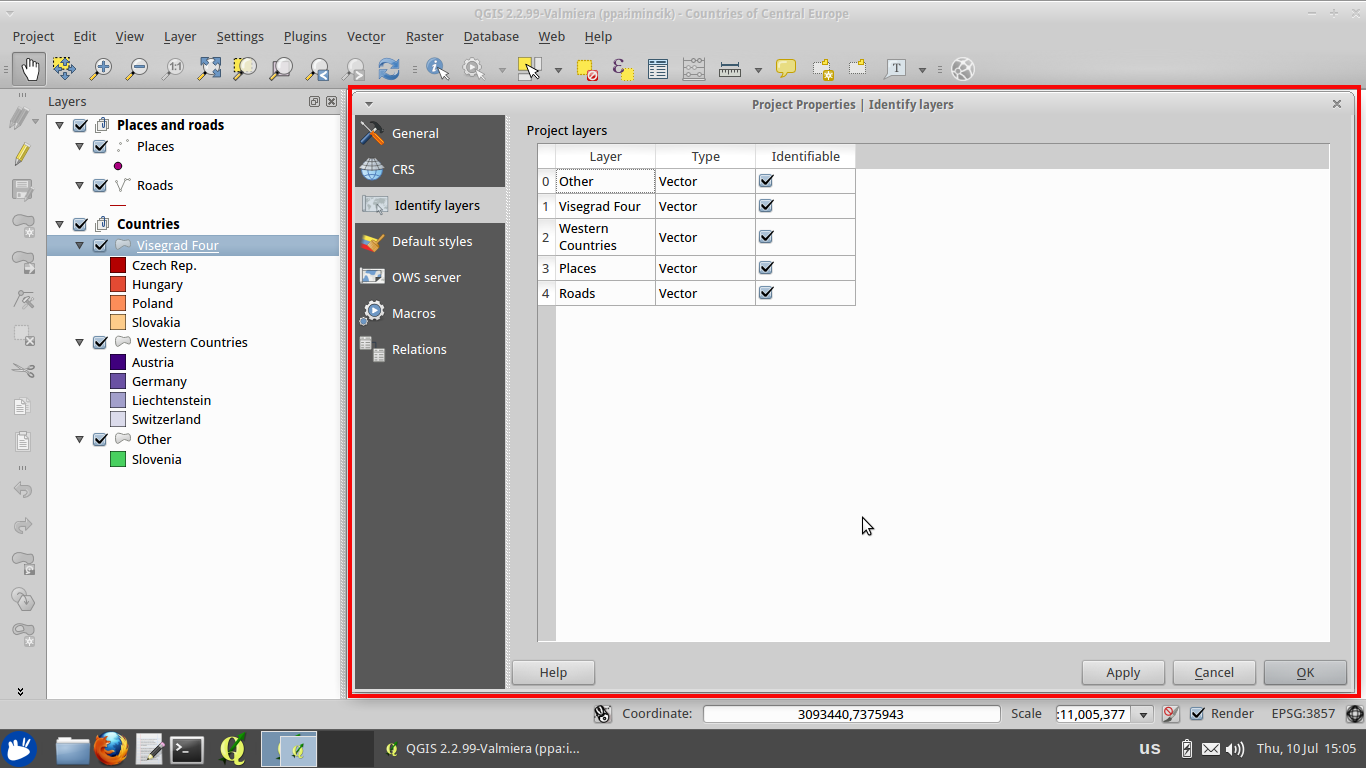 QGIS 2.2.99-Valmiera (ppa:imincik) - Countries of Central Europe
Project Edit View Layer Settings Plugins Vector Raster Database Web Help
1:1
ε
T
Layers
Places and roads
Places
Roads
Countries
Visegrad Four
Czech Rep.
Hungary
Poland
Slovakia
Western Countries
Austria
Germany
Liechtenstein
Switzerland
Other
Slovenia
Project Properties | Identify layers
General
CRS
Identify layers
Default styles
OWS server
Macros
Relations
Project layers
Layer Type Identifiable
0 Other Vector
1 Visegrad Four Vector
2 Western Countries Vector
3 Places Vector
4 Roads Vector
Help Apply Cancel OK
Coordinate: 3093440,7375943 Scale :11,005,377 Render EPSG:3857
QGIS 2.2.99-Valmiera (ppa:i... us Thu, 10 Jul 15:05